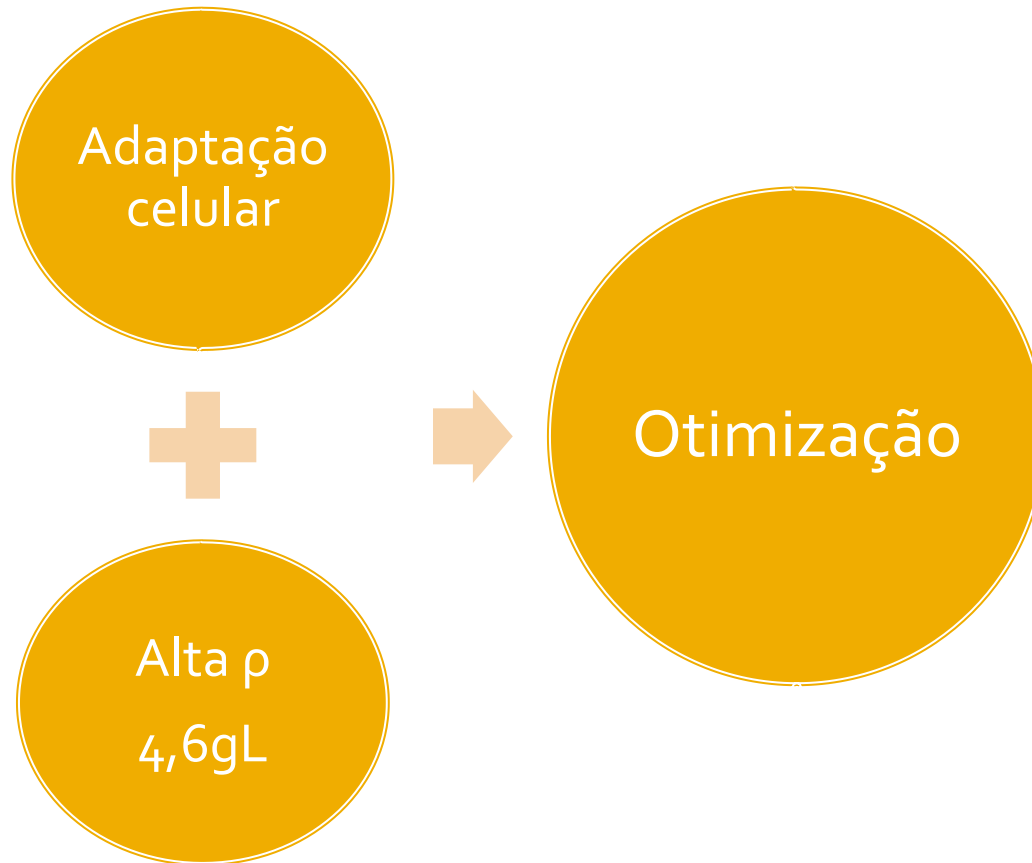 Adaptação
celular
Alta ρ
4,6gL
Otimização